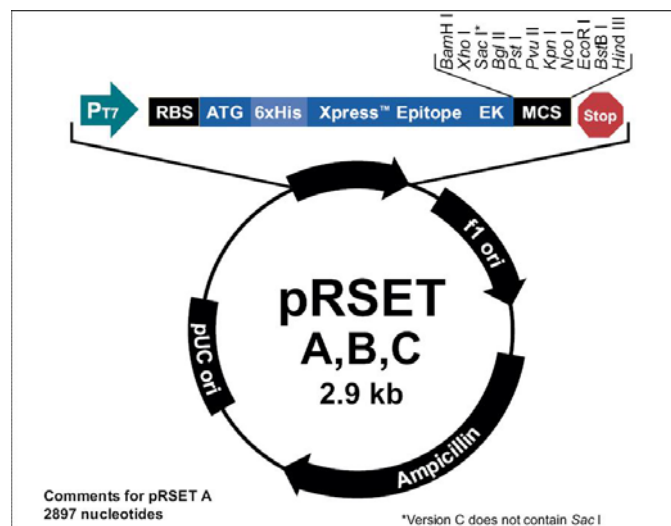 BamH I
Xho I
Sac I*
Bgl II
Pst I
Pvu II
Kpn I
Nco I
EcoR I
BstB I
Hind III
PT7 RBS ATG 6xHis Xpress™ Epitope EK MCS Stop
f1 ori
pRSET
A,B,C
2.9 kb
pUC ori
Ampicillin
Comments for pRSET A
2897 nucleotides
*Version C does not contain Sac I